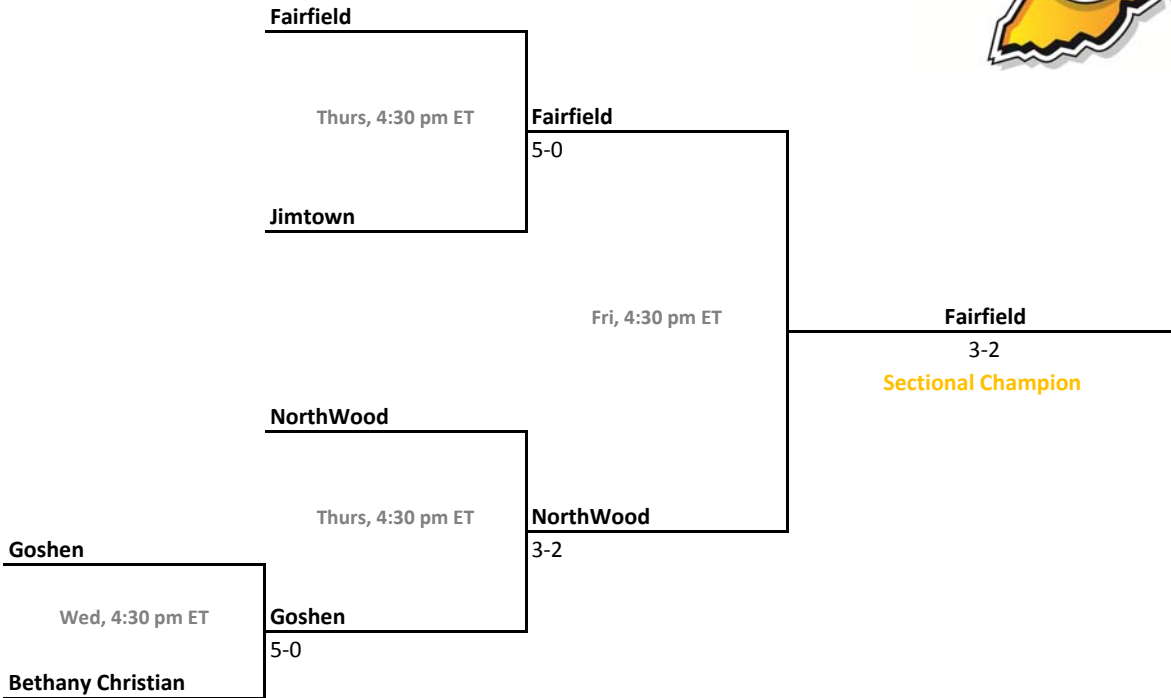 Fairfield
Thurs, 4:30 pm ET
Fairfield
5-0
Jimtown
Fri, 4:30 pm ET
Fairfield
3-2
Sectional Champion
NorthWood
Thurs, 4:30 pm ET
NorthWood
3-2
Goshen
Wed, 4:30 pm ET
Goshen
5-0
Bethany Christian